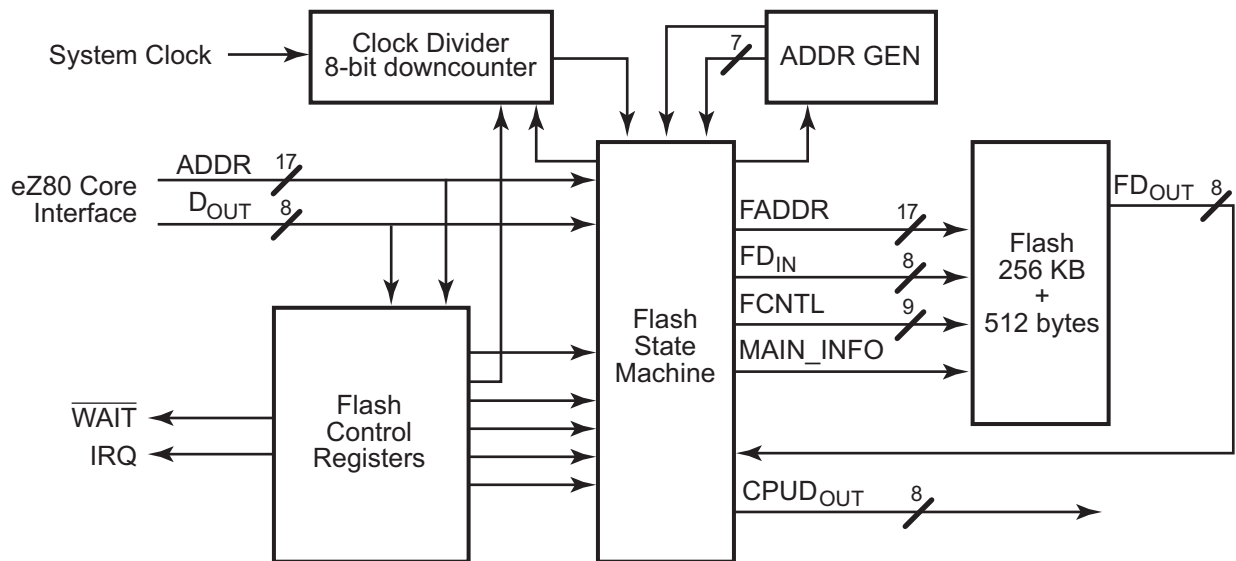 System Clock
Clock Divider
8-bit downcounter
7
ADDR GEN
eZ80 Core
Interface
ADDR
17
DOUT
8
Flash
State
Machine
FADDR
17
FDIN
8
FCNTL
9
MAIN_INFO
Flash
256 KB
+
512 bytes
FDOUT
8
WAIT
IRQ
Flash
Control
Registers
CPUDOUT
8